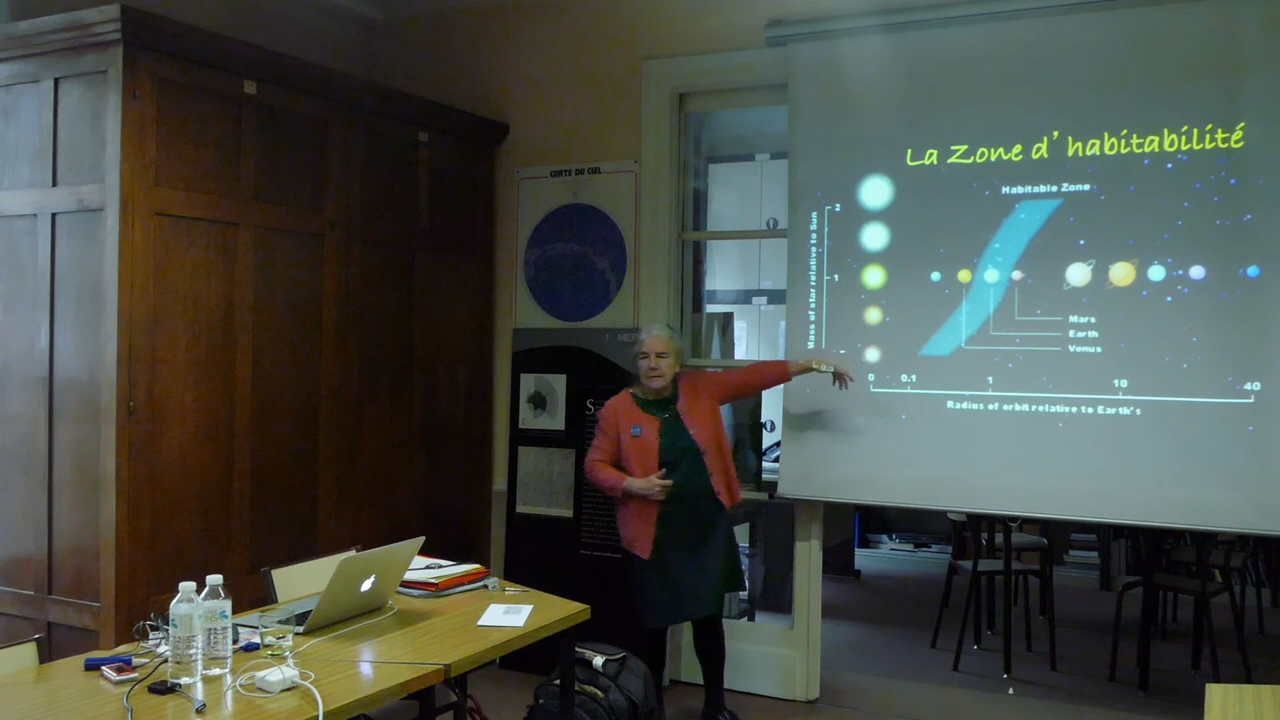 CARTE DU CIEL
La Zone d'habitabilité
Habitable Zone
Mass of star relative to Sun
2
1
Mars
Earth
Venus
0 0.1 1 10 40
Radius of orbit relative to Earth's